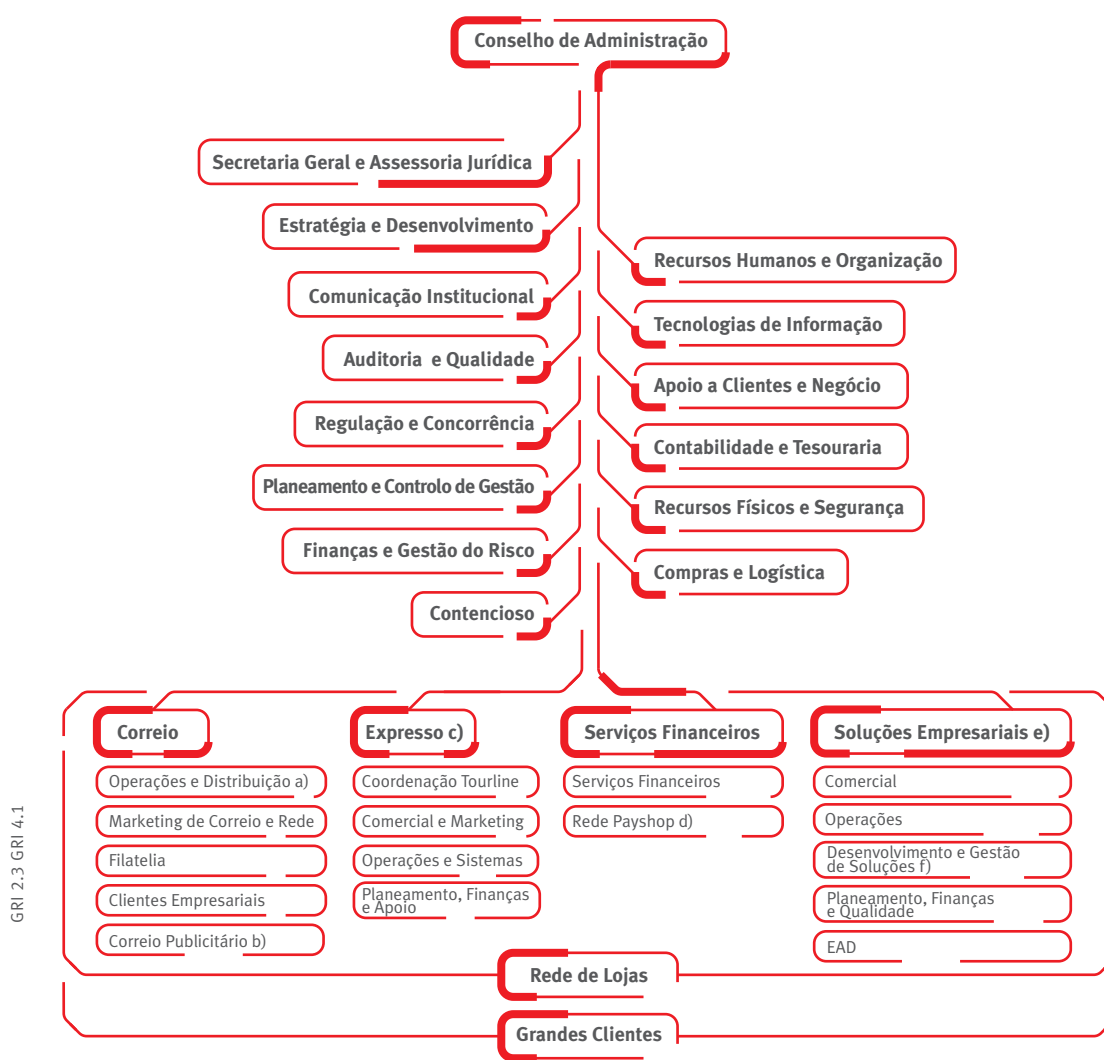 Conselho de Administração
Secretaria Geral e Assessoria Jurídica
Estratégia e Desenvolvimento
Comunicação Institucional
Auditoria e Qualidade
Regulação e Concorrência
Planeamento e Controlo de Gestão
Finanças e Gestão do Risco
Contencioso
Recursos Humanos e Organização
Tecnologias de Informação
Apoio a Clientes e Negócio
Contabilidade e Tesouraria
Recursos Físicos e Segurança
Compras e Logística
Correio
Operações e Distribuição a)
Marketing de Correio e Rede
Filatelia
Clientes Empresariais
Correio Publicitário b)
Expresso c)
Coordenação Tourline
Comercial e Marketing
Operações e Sistemas
Planeamento, Finanças
e Apoio
Serviços Financeiros
Serviços Financeiros
Rede Payshop d)
Soluções Empresariais e)
Comercial
Operações
Desenvolvimento e Gestão
de Soluções f)
Planeamento, Finanças
e Qualidade
EAD
Rede de Lojas
Grandes Clientes
GRI 2.3 GRI 4.1